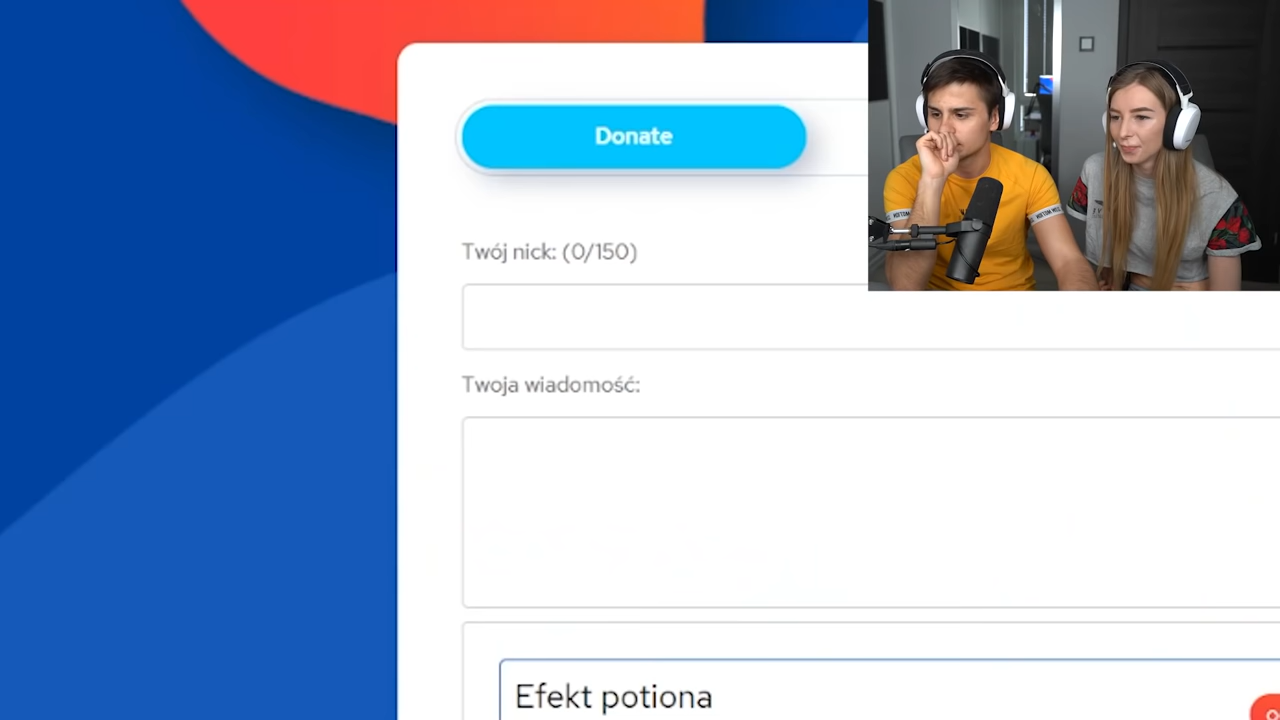 Donate
Twój nick: (0/150)
Twoja wiadomość:
Efekt potiona